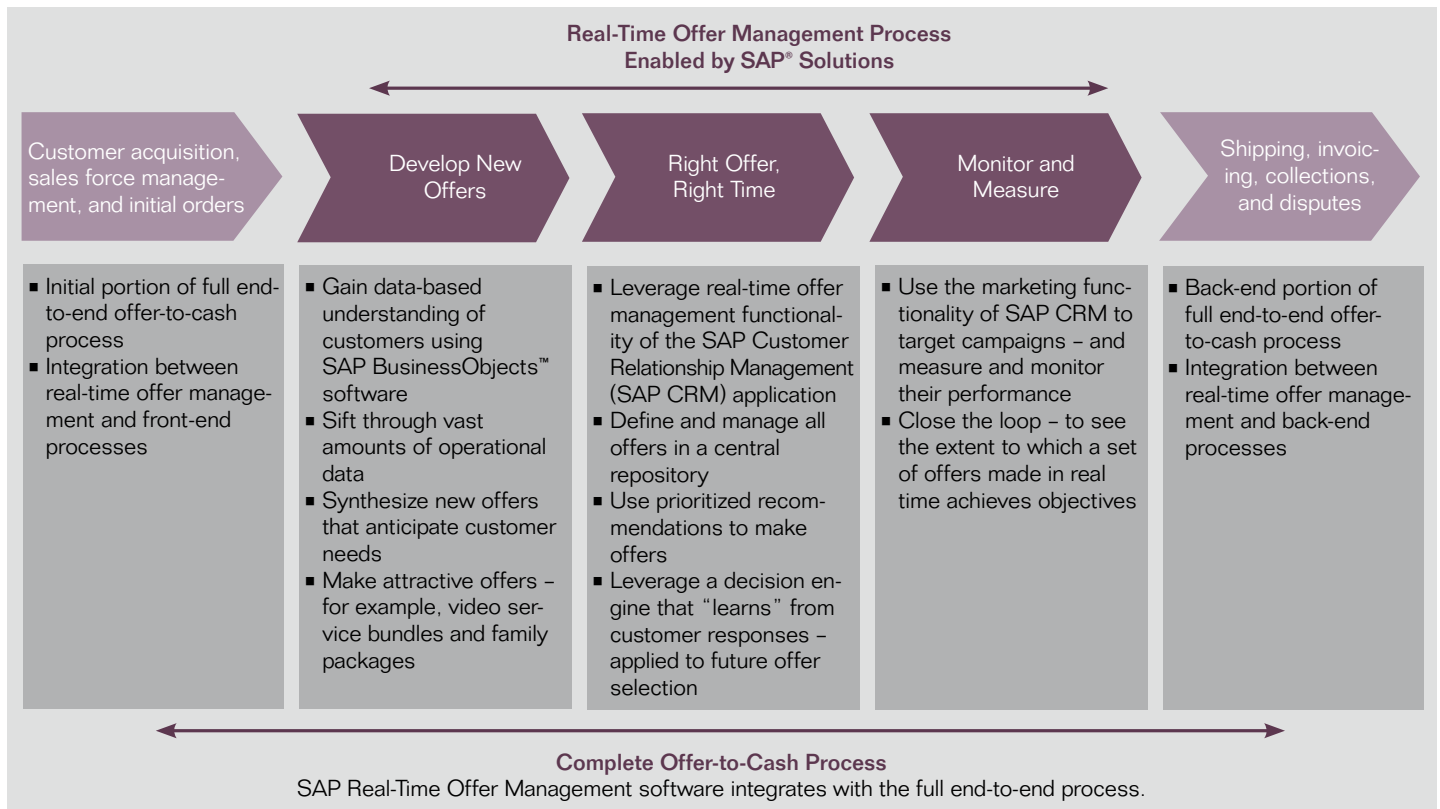 Real-Time Offer Management Process
Enabled by SAP® Solutions
Customer acquisition,
sales force manage-
ment, and initial orders
Develop New
Offers
Right Offer,
Right Time
Monitor and
Measure
Shipping, invoic-
ing, collections,
and disputes
■ Initial portion of full end-
to-end offer-to-cash
process
■ Integration between
real-time offer manage-
ment and front-end
processes
■ Gain data-based
understanding of
customers using
SAP BusinessObjects™
software
■ Sift through vast
amounts of operational
data
■ Synthesize new offers
that anticipate customer
needs
■ Make attractive offers –
for example, video ser-
vice bundles and family
packages
■ Leverage real-time offer
management functional-
ity of the SAP Customer
Relationship Management
(SAP CRM) application
■ Define and manage all
offers in a central
repository
■ Use prioritized recom-
mendations to make
offers
■ Leverage a decision en-
gine that “learns” from
customer responses –
applied to future offer
selection
■ Use the marketing func-
tionality of SAP CRM to
target campaigns – and
measure and monitor
their performance
■ Close the loop – to see
the extent to which a set
of offers made in real
time achieves objectives
■ Back-end portion of
full end-to-end offer-
to-cash process
■ Integration between
real-time offer manage-
ment and back-end
processes
Complete Offer-to-Cash Process
SAP Real-Time Offer Management software integrates with the full end-to-end process.